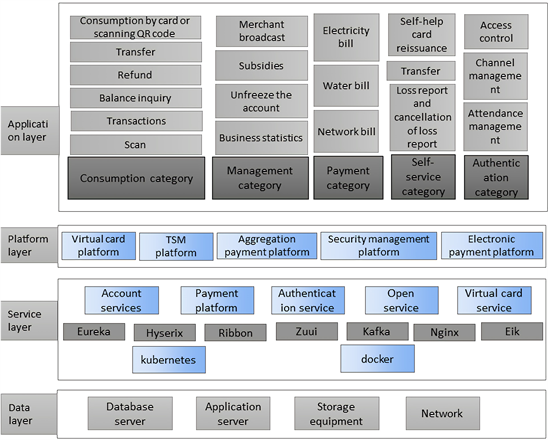 Consumption by card or
scanning QR code
Transfer
Refund
Balance inquiry
Transactions
Scan
Consumption category
Merchant
broadcast
Subsidies
Unfreeze the
account
Business statistics
Management
category
Electricity
bill
Water bill
Network bill
Payment
category
Self-help
card
reissuance
Transfer
Loss report
and
cancellation
of loss
report
Self-
service
category
Access
control
Channel
managem
ent
Attendance
managem
ent
Authentic
ation
category
Applicati
on layer
Platform
layer
Virtual card
platform
TSM
platform
Aggregation
payment platform
Security management
platform
Electronic
payment platform
Service
layer
Account
services
Payment
platform
Authenticat
ion service
Open
service
Virtual card
service
Eureka
Hyserix
Ribbon
Zuui
Kafka
Nginx
Eik
kubernetes
docker
Data
layer
Database
server
Application
server
Storage
equipment
Network